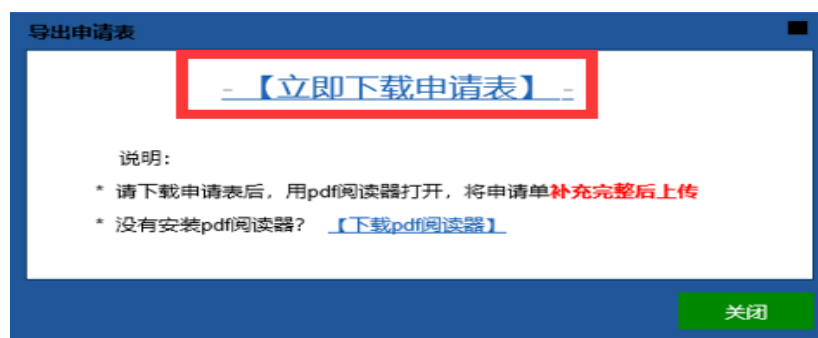 导出申请表
- 【立即下载申请表】 -
说明：
* 请下载申请表后，用pdf阅读器打开，将申请单补充完整后上传
* 没有安装pdf阅读器？ 【下载pdf阅读器】
关闭